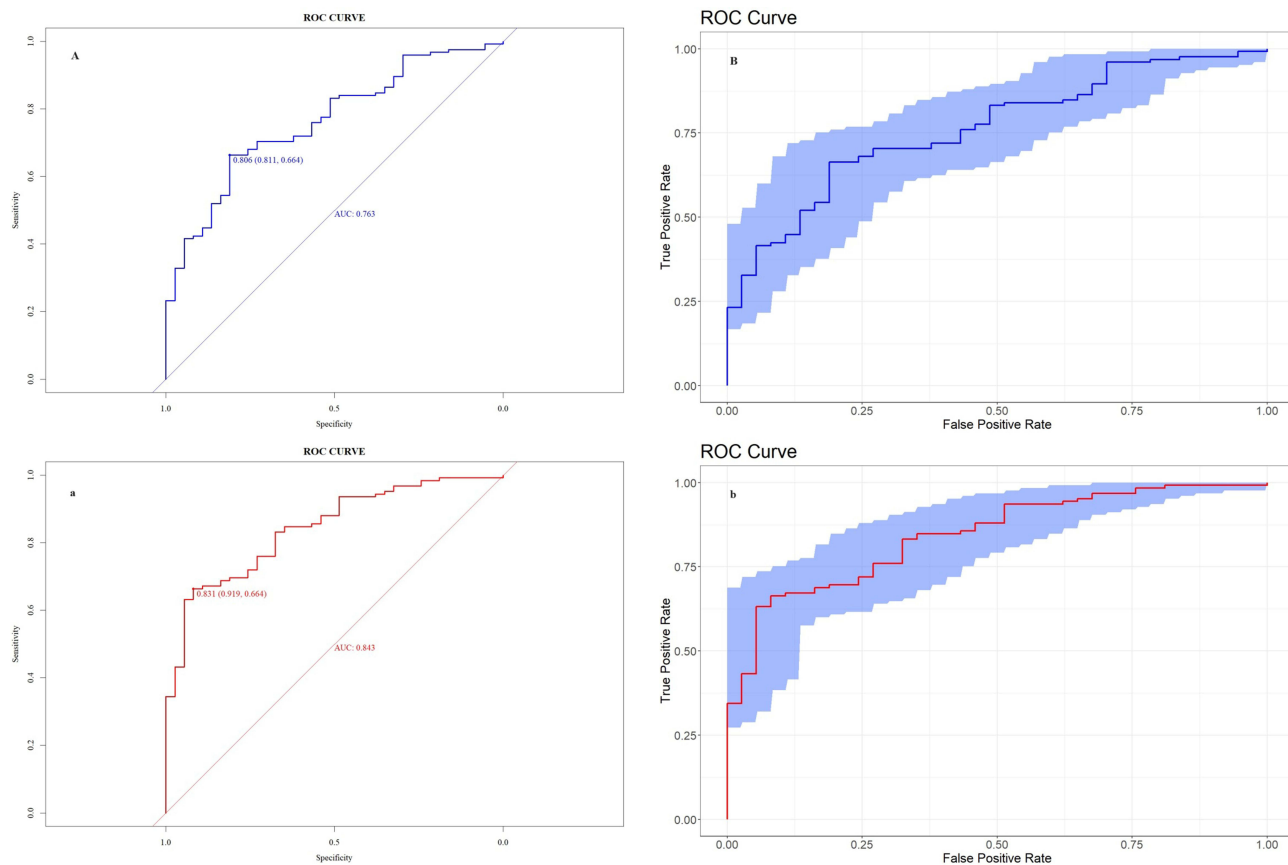 ROC CURVE
A
1.0
0.8
0.6
0.4
0.2
0.0
Sensitivity
0.806 (0.811, 0.664)
AUC: 0.763
1.0
0.5
0.0
Specificity
ROC Curve
B
1.00
0.75
0.50
0.25
0.00
True Positive Rate
0.00
0.25
0.50
0.75
1.00
False Positive Rate
ROC CURVE
a
1.0
0.8
0.6
0.4
0.2
0.0
Sensitivity
0.831 (0.919, 0.664)
AUC: 0.843
1.0
0.5
0.0
Specificity
ROC Curve
b
1.00
0.75
0.50
0.25
0.00
True Positive Rate
0.00
0.25
0.50
0.75
1.00
False Positive Rate